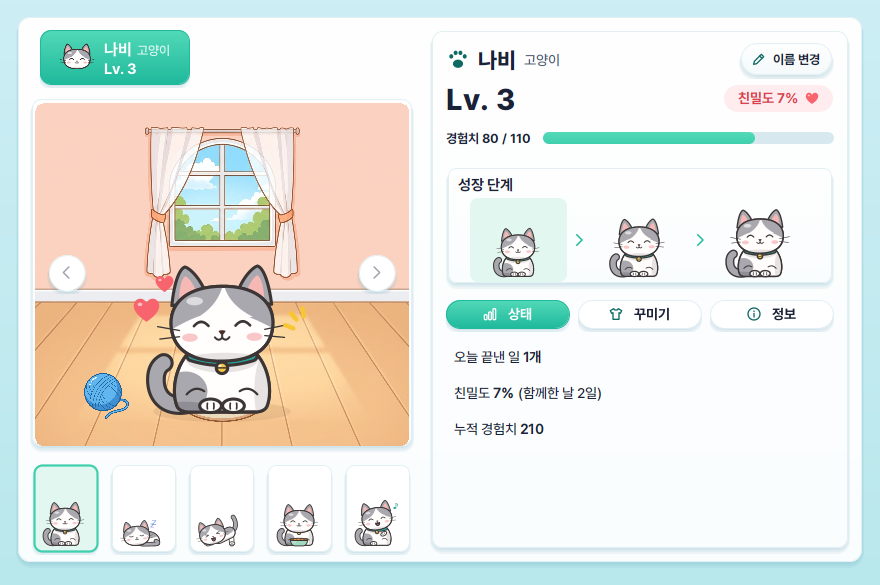 나비 고양이
Lv. 3
나비 고양이
이름 변경
Lv. 3
친밀도 7%
경험치 80 / 110
성장 단계
상태
꾸미기
정보
오늘 끝낸 일 1개
친밀도 7% (함께한 날 2일)
누적 경험치 210